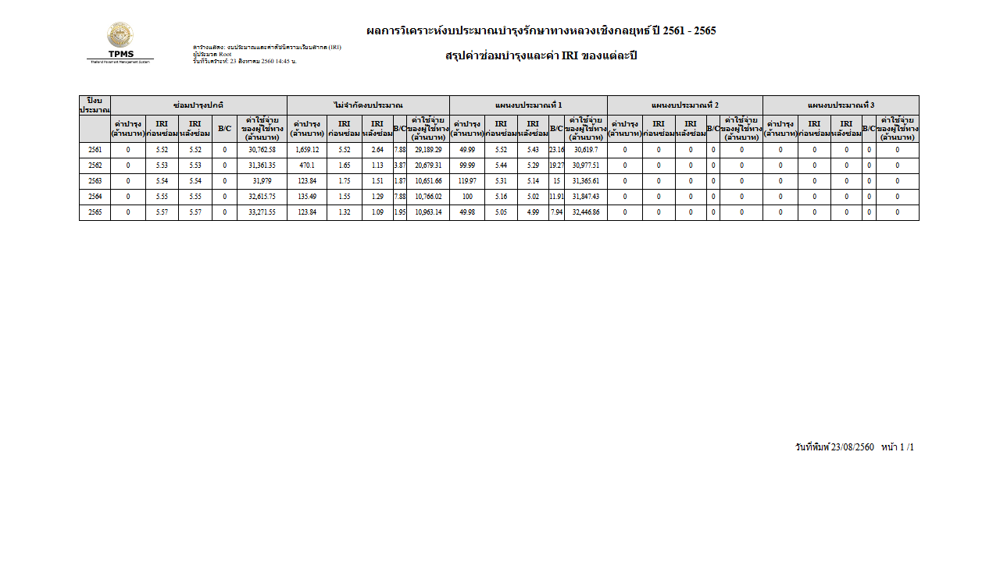 ผลการวิเคราะห์งบประมาณบำรุงรักษาทางหลวงเชิงกลยุทธ์ ปี 2561 - 2565
สรุปค่าซ่อมบำรุงและค่า IRI ของแต่ละปี
TPMS
Thailand Pavement Management System
ตารางแสดง: งบประมาณและค่าดัชนีความเรียบสากล (IRI)
ผู้ประมวล Root
วันที่วิเคราะห์: 23 สิงหาคม 2560 14:45 น.
ปีงบประมาณ ซ่อมบำรุงปกติ ไม่จำกัดงบประมาณ แผนงบประมาณที่ 1 แผนงบประมาณที่ 2 แผนงบประมาณที่ 3
ค่าบำรุง (ล้านบาท) IRI ก่อนซ่อม IRI หลังซ่อม B/C ค่าใช้จ่ายของผู้ใช้ทาง (ล้านบาท) ค่าบำรุง (ล้านบาท) IRI ก่อนซ่อม IRI หลังซ่อม B/C ค่าใช้จ่ายของผู้ใช้ทาง (ล้านบาท) ค่าบำรุง (ล้านบาท) IRI ก่อนซ่อม IRI หลังซ่อม B/C ค่าใช้จ่ายของผู้ใช้ทาง (ล้านบาท) ค่าบำรุง (ล้านบาท) IRI ก่อนซ่อม IRI หลังซ่อม B/C ค่าใช้จ่ายของผู้ใช้ทาง (ล้านบาท) ค่าบำรุง (ล้านบาท) IRI ก่อนซ่อม IRI หลังซ่อม B/C ค่าใช้จ่ายของผู้ใช้ทาง (ล้านบาท)
2561 0 5.52 5.52 0 30,762.58 1,659.12 5.52 2.64 7.88 29,189.29 49.99 5.52 5.43 23.16 30,619.7 0 0 0 0 0 0 0 0 0 0
2562 0 5.53 5.53 0 31,361.35 470.1 1.65 1.13 3.87 20,679.31 99.99 5.44 5.29 19.27 30,977.51 0 0 0 0 0 0 0 0 0 0
2563 0 5.54 5.54 0 31,979 123.84 1.75 1.51 1.87 10,651.66 119.97 5.31 5.14 15 31,365.61 0 0 0 0 0 0 0 0 0 0
2564 0 5.55 5.55 0 32,615.75 135.49 1.55 1.29 7.88 10,766.02 100 5.16 5.02 11.91 31,847.43 0 0 0 0 0 0 0 0 0 0
2565 0 5.57 5.57 0 33,271.55 123.84 1.32 1.09 1.95 10,963.14 49.98 5.05 4.99 7.94 32,446.86 0 0 0 0 0 0 0 0 0 0
วันที่พิมพ์ 23/08/2560 หน้า 1 /1